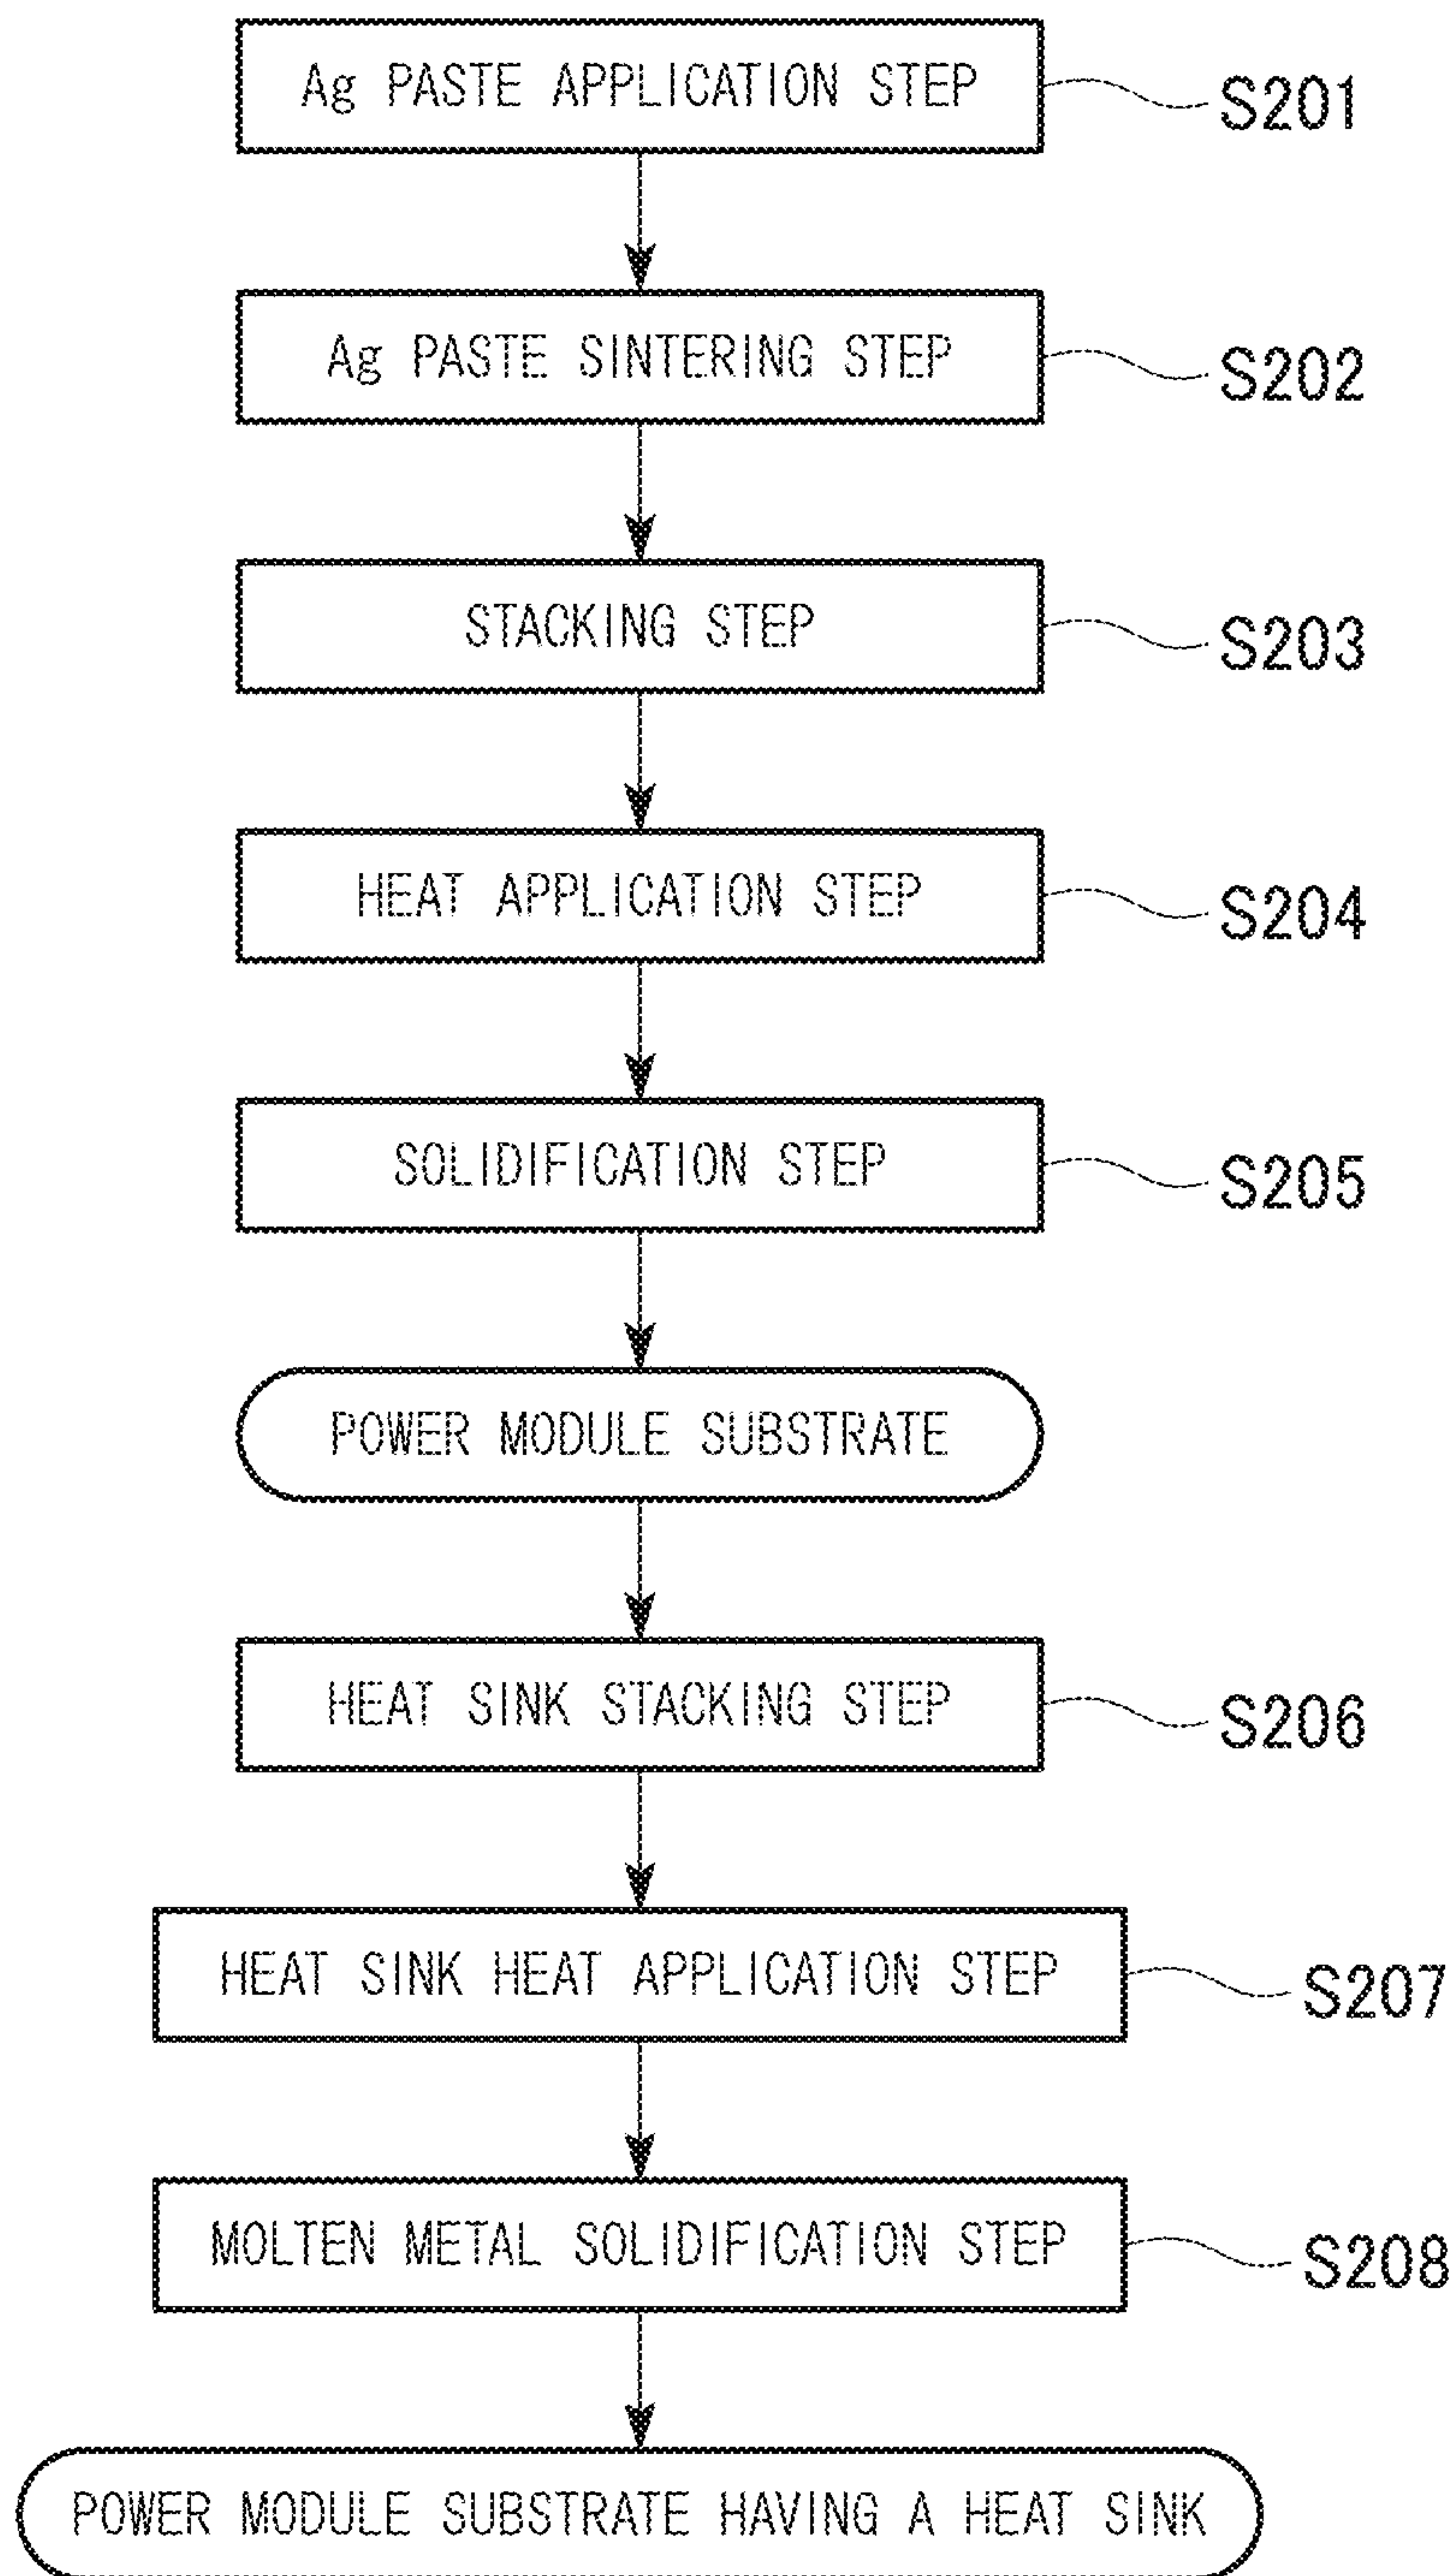 Ag PASTE APPLICATION STEP S201
Ag PASTE SINTERING STEP S202
STACKING STEP S203
HEAT APPLICATION STEP S204
SOLIDIFICATION STEP S205
POWER MODULE SUBSTRATE
HEAT SINK STACKING STEP S206
HEAT SINK HEAT APPLICATION STEP S207
MOLTEN METAL SOLIDIFICATION STEP S208
POWER MODULE SUBSTRATE HAVING A HEAT SINK